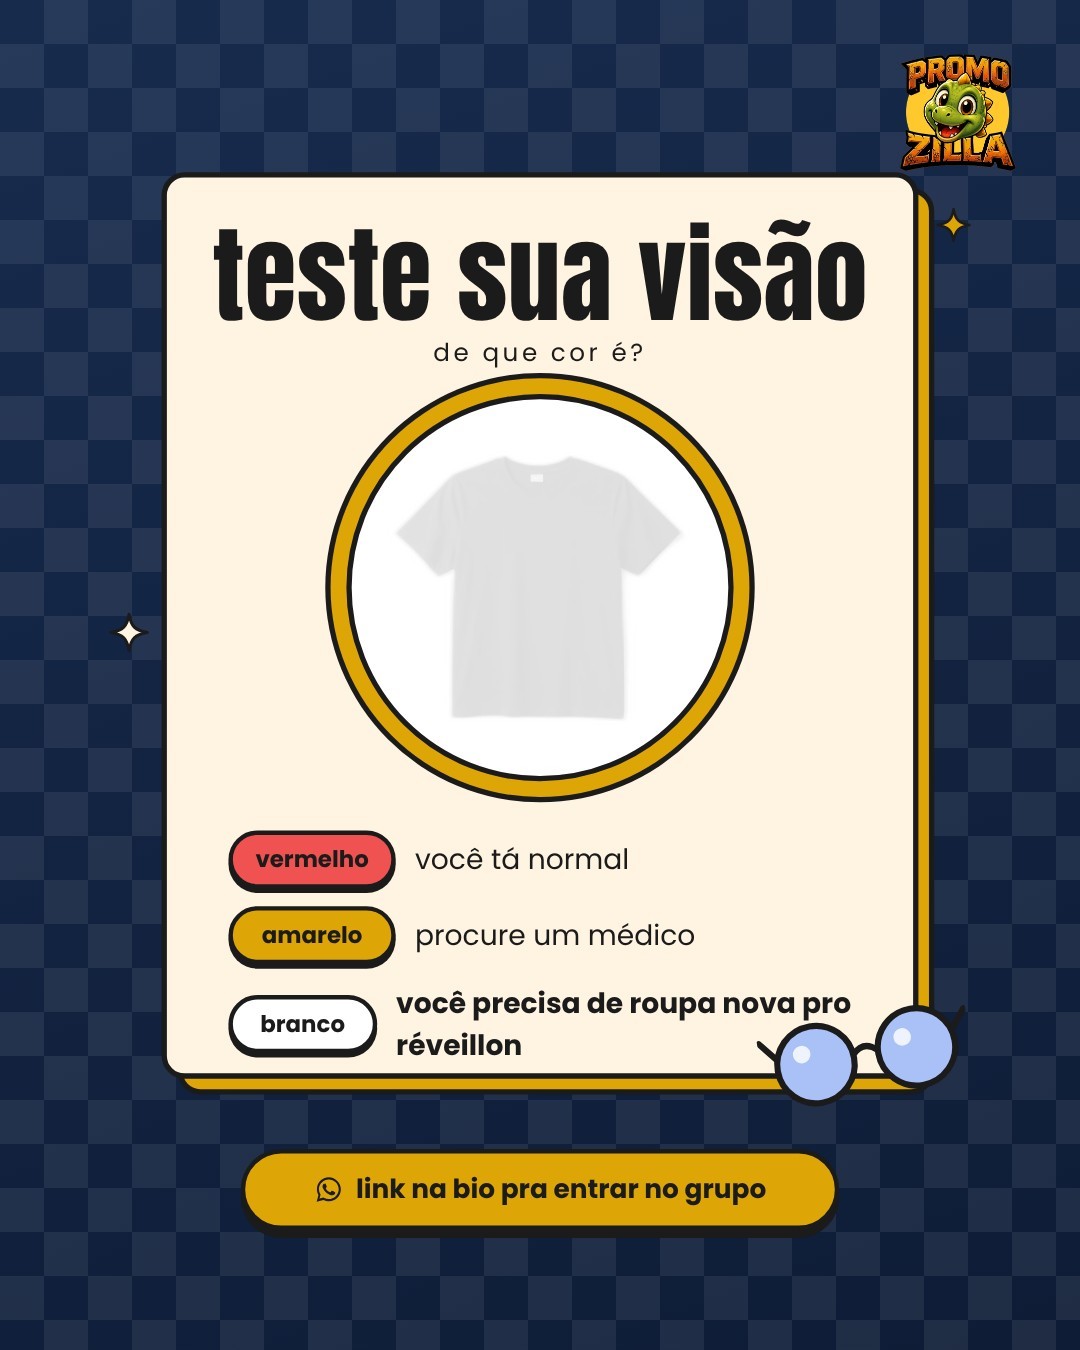 PROMO
ZILLA
teste sua visão
de que cor é?
vermelho você tá normal
amarelo procure um médico
branco você precisa de roupa nova pro
réveillon
link na bio pra entrar no grupo